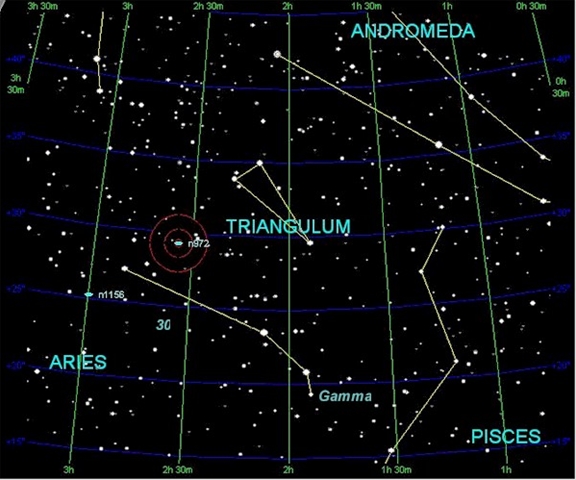 3h 30m 3h 2h 30m 2h 1h 30m 1h 0h 30m
ANDROMEDA
+40° +40°
3h
30m
0h
30m
+35° +35°
+30° +30°
TRIANGULUM
n972
+25° +25°
n1156
30
+20° +20°
ARIES
Gamma
PISCES
+15° +15°
3h 2h 30m 2h 1h 30m 1h